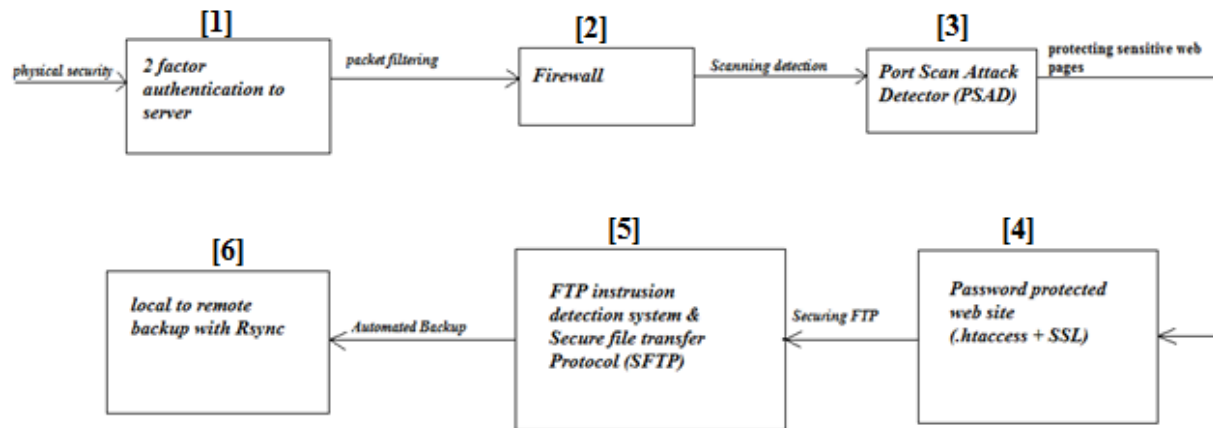 [1]
[2]
[3]
physical security
2 factor
authentication to
server
packet filtering
Firewall
Scanning detection
Port Scan Attack
Detector (PSAD)
protecting sensitive web
pages
[4]
Password protected
web site
(.htaccess + SSL)
Securing FTP
[5]
FTP instrusion
detection system &
Secure file transfer
Protocol (SFTP)
Automated Backup
[6]
local to remote
backup with Rsync